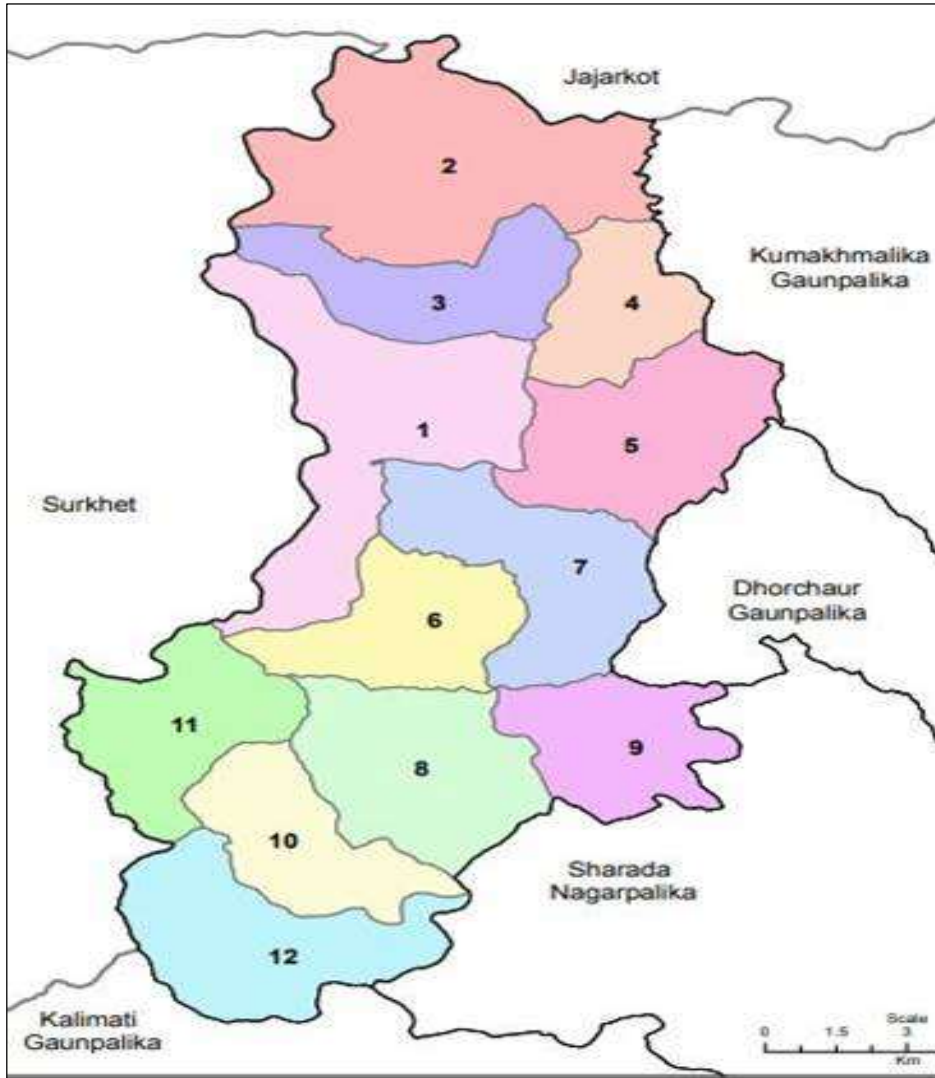 Jajarkot
2
Kumakhmalika
Gaunpalika
3
4
1
5
Surkhet
7
Dhorchaur
Gaunpalika
6
11
9
8
10
Sharada
Nagarpalika
12
Kalimati
Gaunpalika
Scale
0 1.5 3
Km